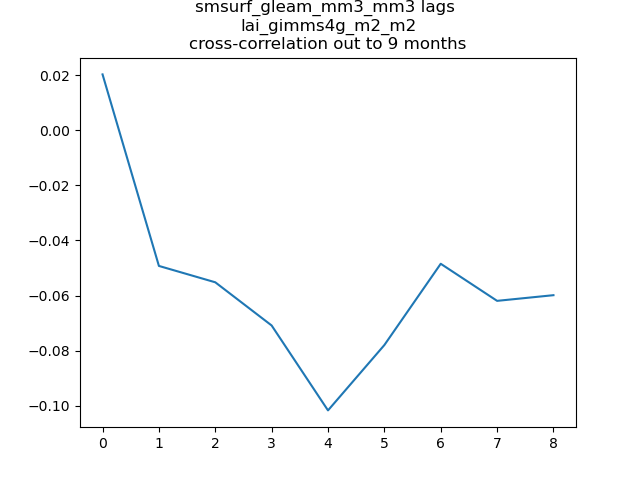 smsurf_gleam_mm3_mm3 lags
lai_gimms4g_m2_m2
cross-correlation out to 9 months
0.02
0.00
−0.02
−0.04
−0.06
−0.08
−0.10
0 1 2 3 4 5 6 7 8